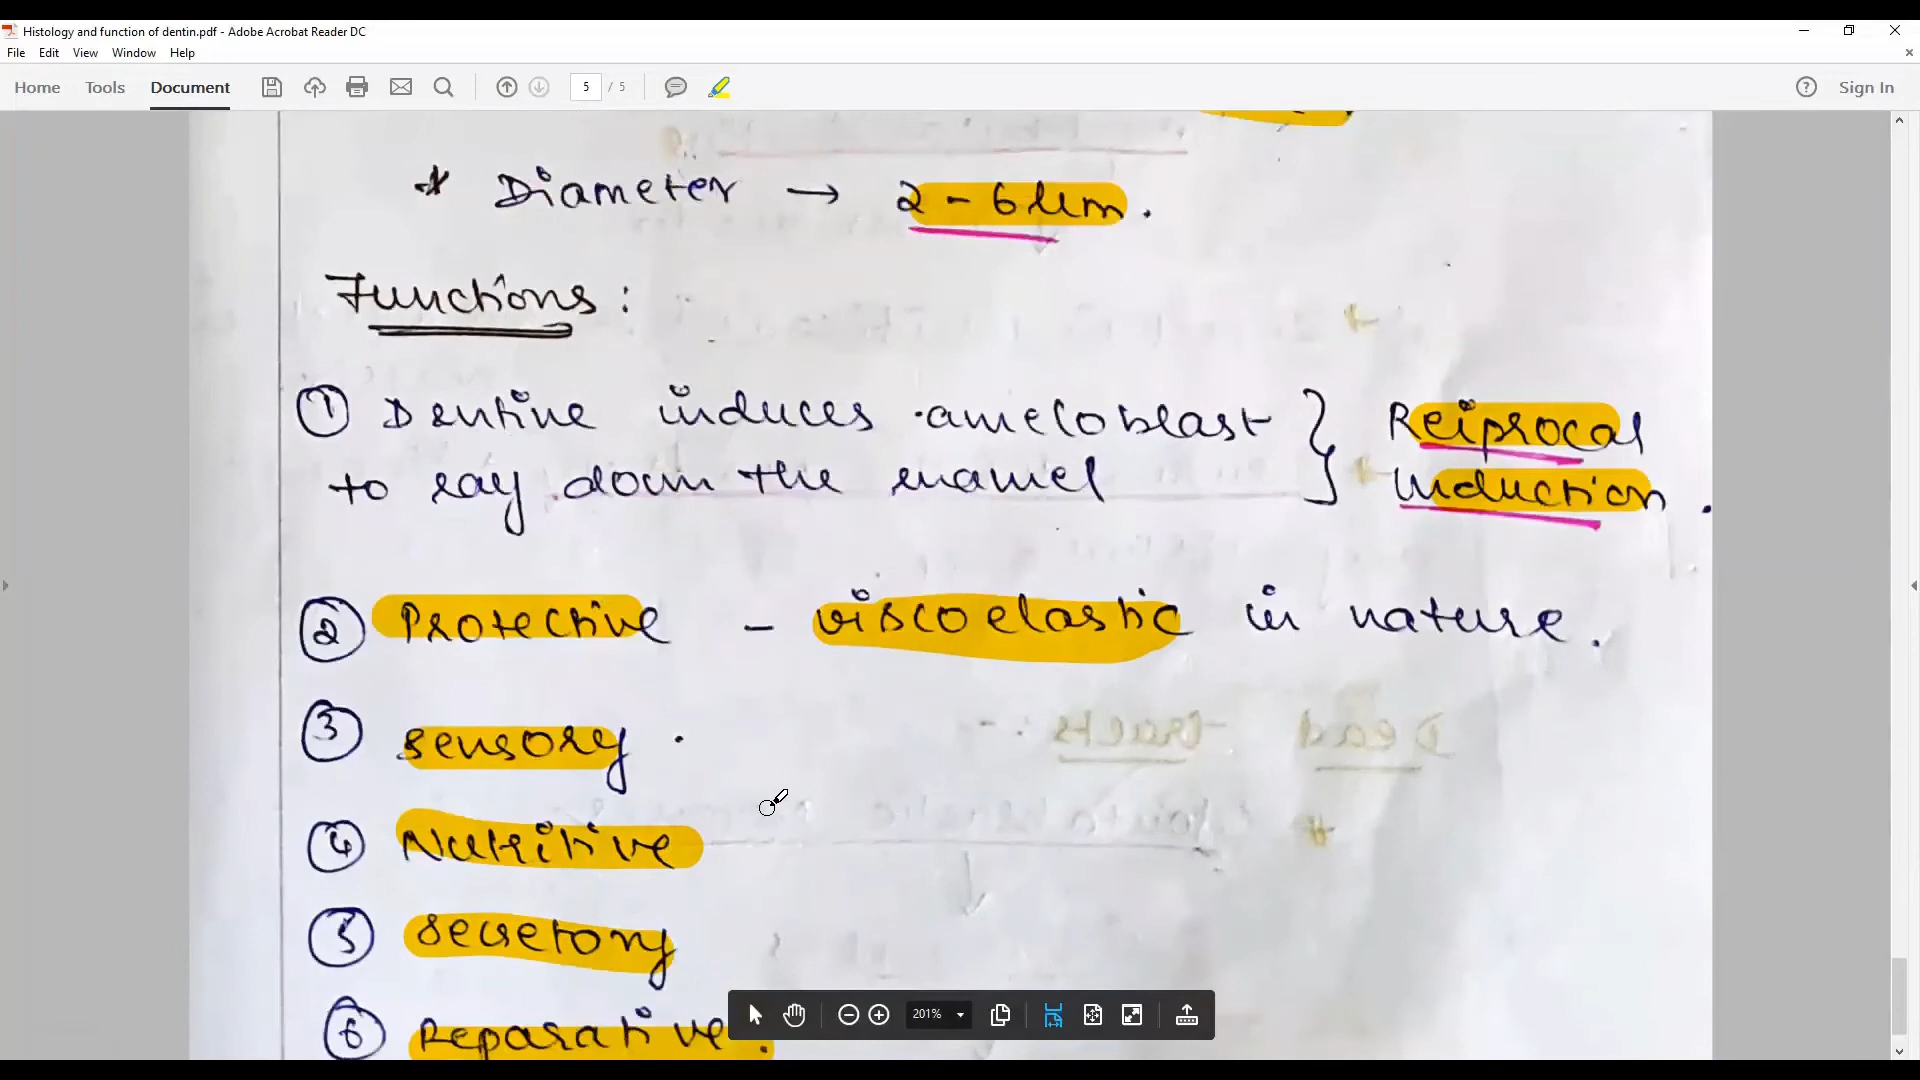 Histology and function of dentin.pdf - Adobe Acrobat Reader DC
File Edit View Window Help
Home Tools Document 5 / 5 Sign In
* Diameter → 2 - 6 μm.
Functions :
① Dentine induces ameloblast } Reiprocal
to lay down the enamel induction.
② Protective - viscoelastic in nature.
③ sensory.
④ Nutritive
⑤ secretory
⑥ Reparative.
201%